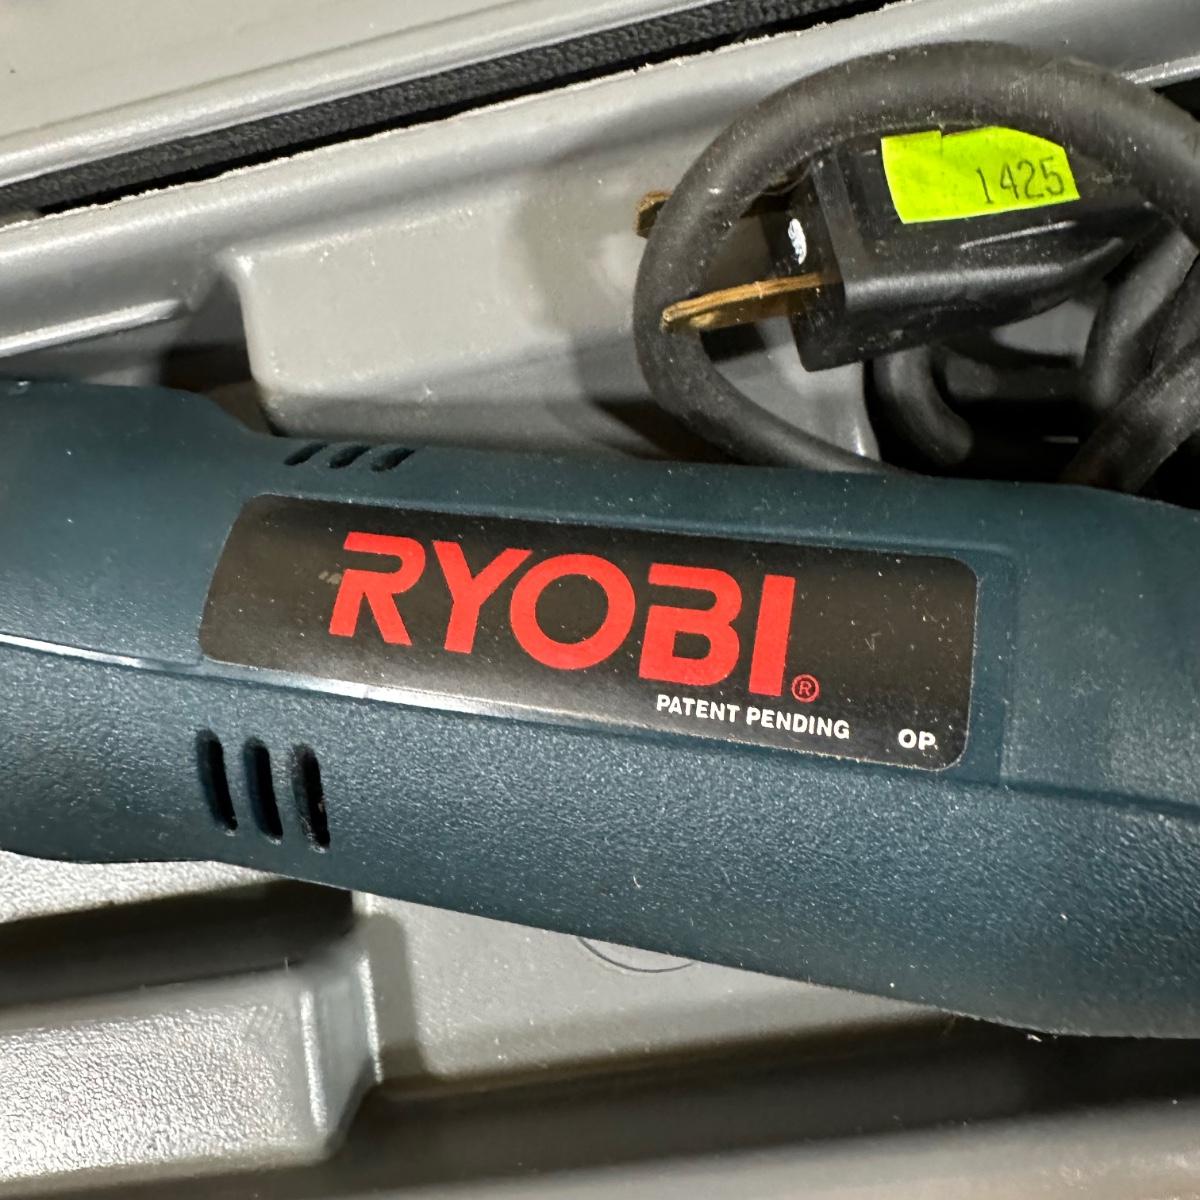 1425
RYOBI®
PATENT PENDING OP